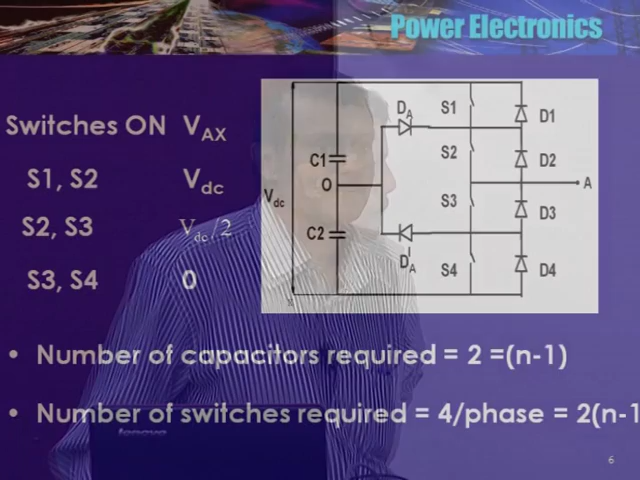 Power Electronics
Switches ON V_AX
S1, S2 V_dc
S2, S3 V_dc/2
S3, S4 0
D_A S1 D1
C1 S2 D2
O A
V_dc S3 D3
C2
D_A' S4 D4
x
• Number of capacitors required = 2 =(n-1)
• Number of switches required = 4/phase = 2(n-1
lenovo
6